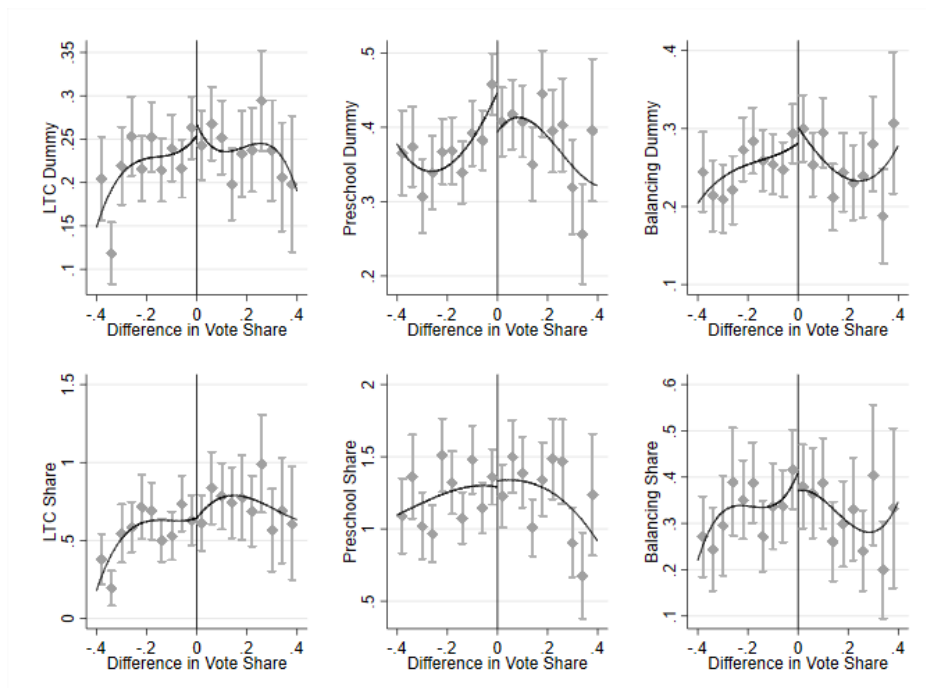 LTC Dummy
.35
.3
.25
.2
.15
.1
-.4 -.2 0 .2 .4
Difference in Vote Share
Preschool Dummy
.5
.4
.3
.2
-.4 -.2 0 .2 .4
Difference in Vote Share
Balancing Dummy
.4
.3
.2
.1
-.4 -.2 0 .2 .4
Difference in Vote Share
LTC Share
1.5
1
.5
0
-.4 -.2 0 .2 .4
Difference in Vote Share
Preschool Share
2
1.5
1
.5
-.4 -.2 0 .2 .4
Difference in Vote Share
Balancing Share
.6
.5
.4
.3
.2
.1
-.4 -.2 0 .2 .4
Difference in Vote Share